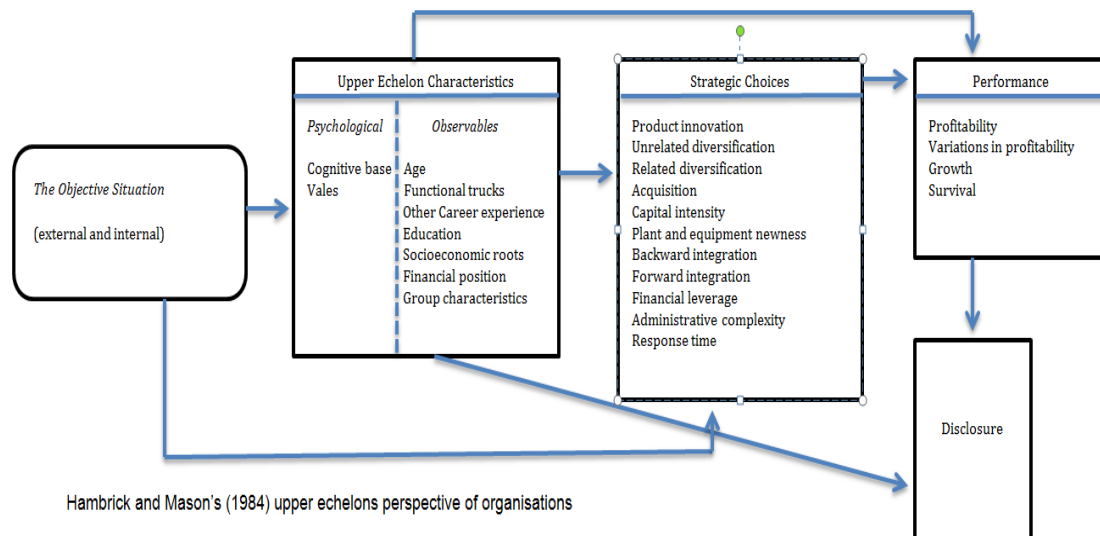 The Objective Situation
(external and internal)
Upper Echelon Characteristics
Psychological
Cognitive base
Vales
Observables
Age
Functional trucks
Other Career experience
Education
Socioeconomic roots
Financial position
Group characteristics
Strategic Choices
Product innovation
Unrelated diversification
Related diversification
Acquisition
Capital intensity
Plant and equipment newness
Backward integration
Forward integration
Financial leverage
Administrative complexity
Response time
Performance
Profitability
Variations in profitability
Growth
Survival
Disclosure
Hambrick and Mason's (1984) upper echelons perspective of organisations